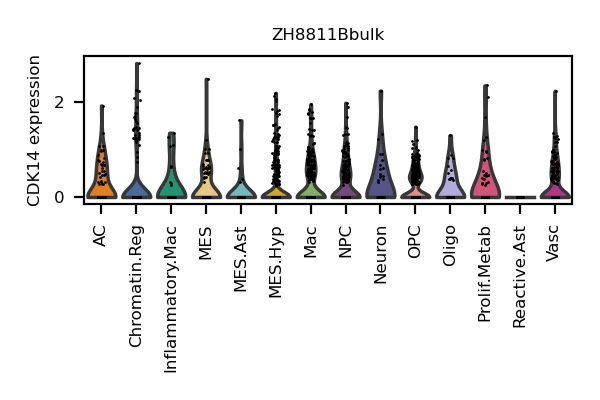 ZH8811Bbulk
CDK14 expression
2
0
AC
Chromatin.Reg
Inflammatory.Mac
MES
MES.Ast
MES.Hyp
Mac
NPC
Neuron
OPC
Oligo
Prolif.Metab
Reactive.Ast
Vasc